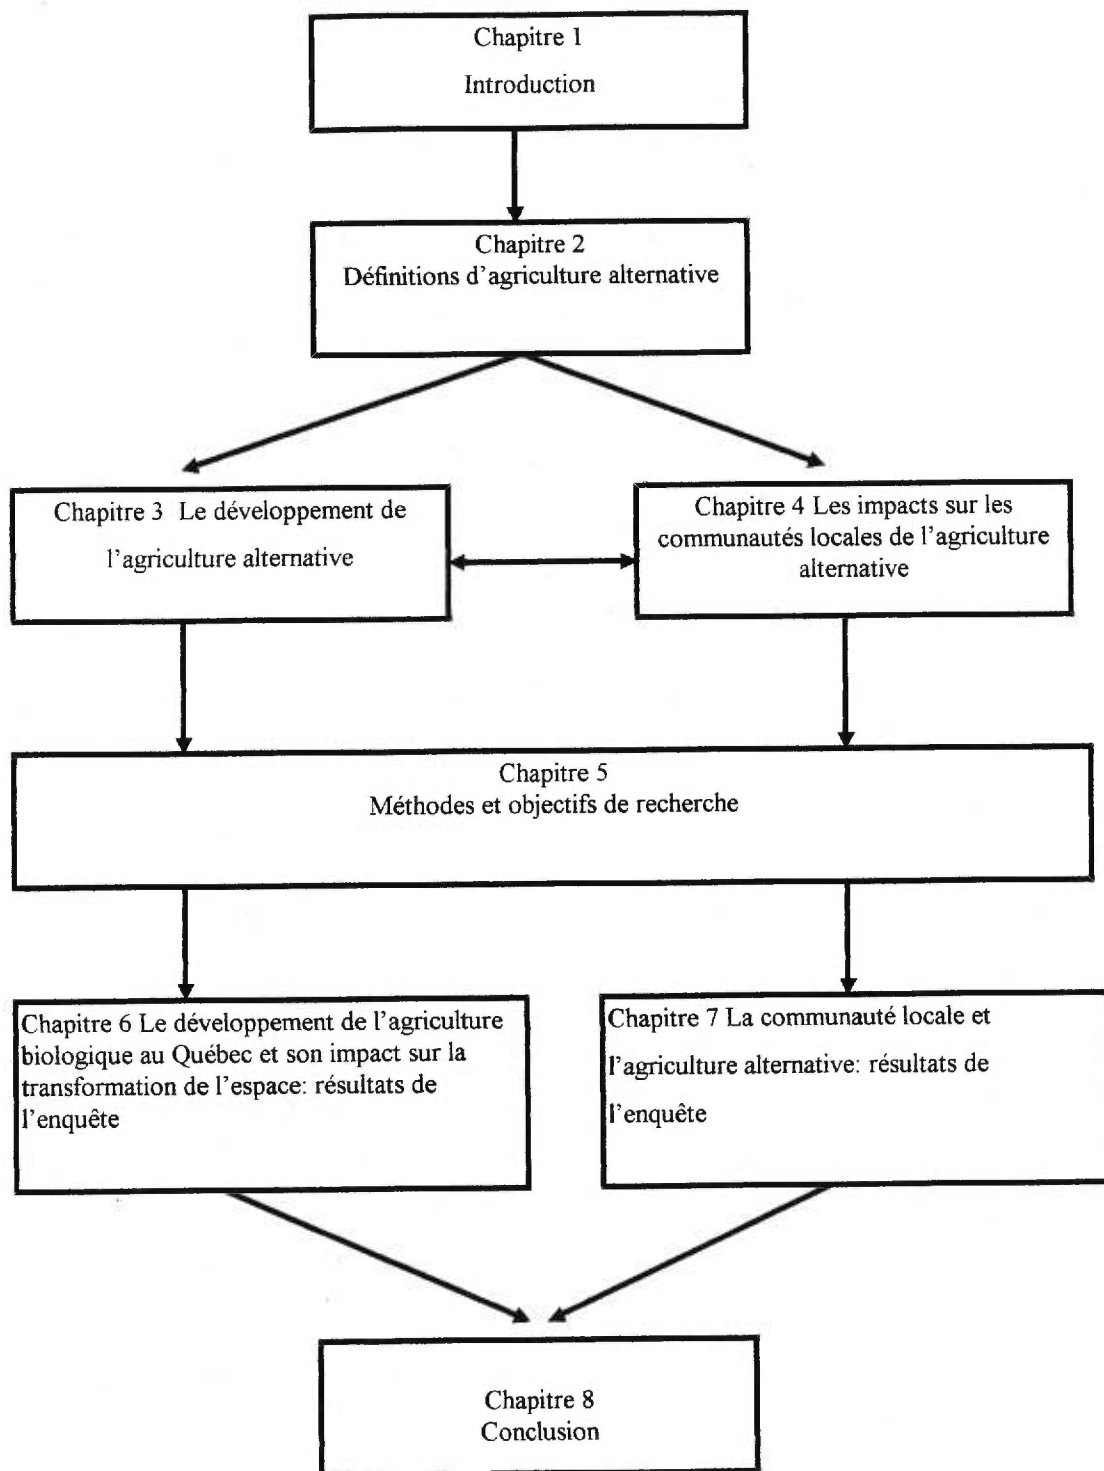 Chapitre 1
Introduction
Chapitre 2
Définitions d'agriculture alternative
Chapitre 3 Le développement de
l'agriculture alternative
Chapitre 4 Les impacts sur les
communautés locales de l'agriculture
alternative
Chapitre 5
Méthodes et objectifs de recherche
Chapitre 6 Le développement de l'agriculture
biologique au Québec et son impact sur la
transformation de l'espace: résultats de
l'enquête
Chapitre 7 La communauté locale et
l'agriculture alternative: résultats de
l'enquête
Chapitre 8
Conclusion